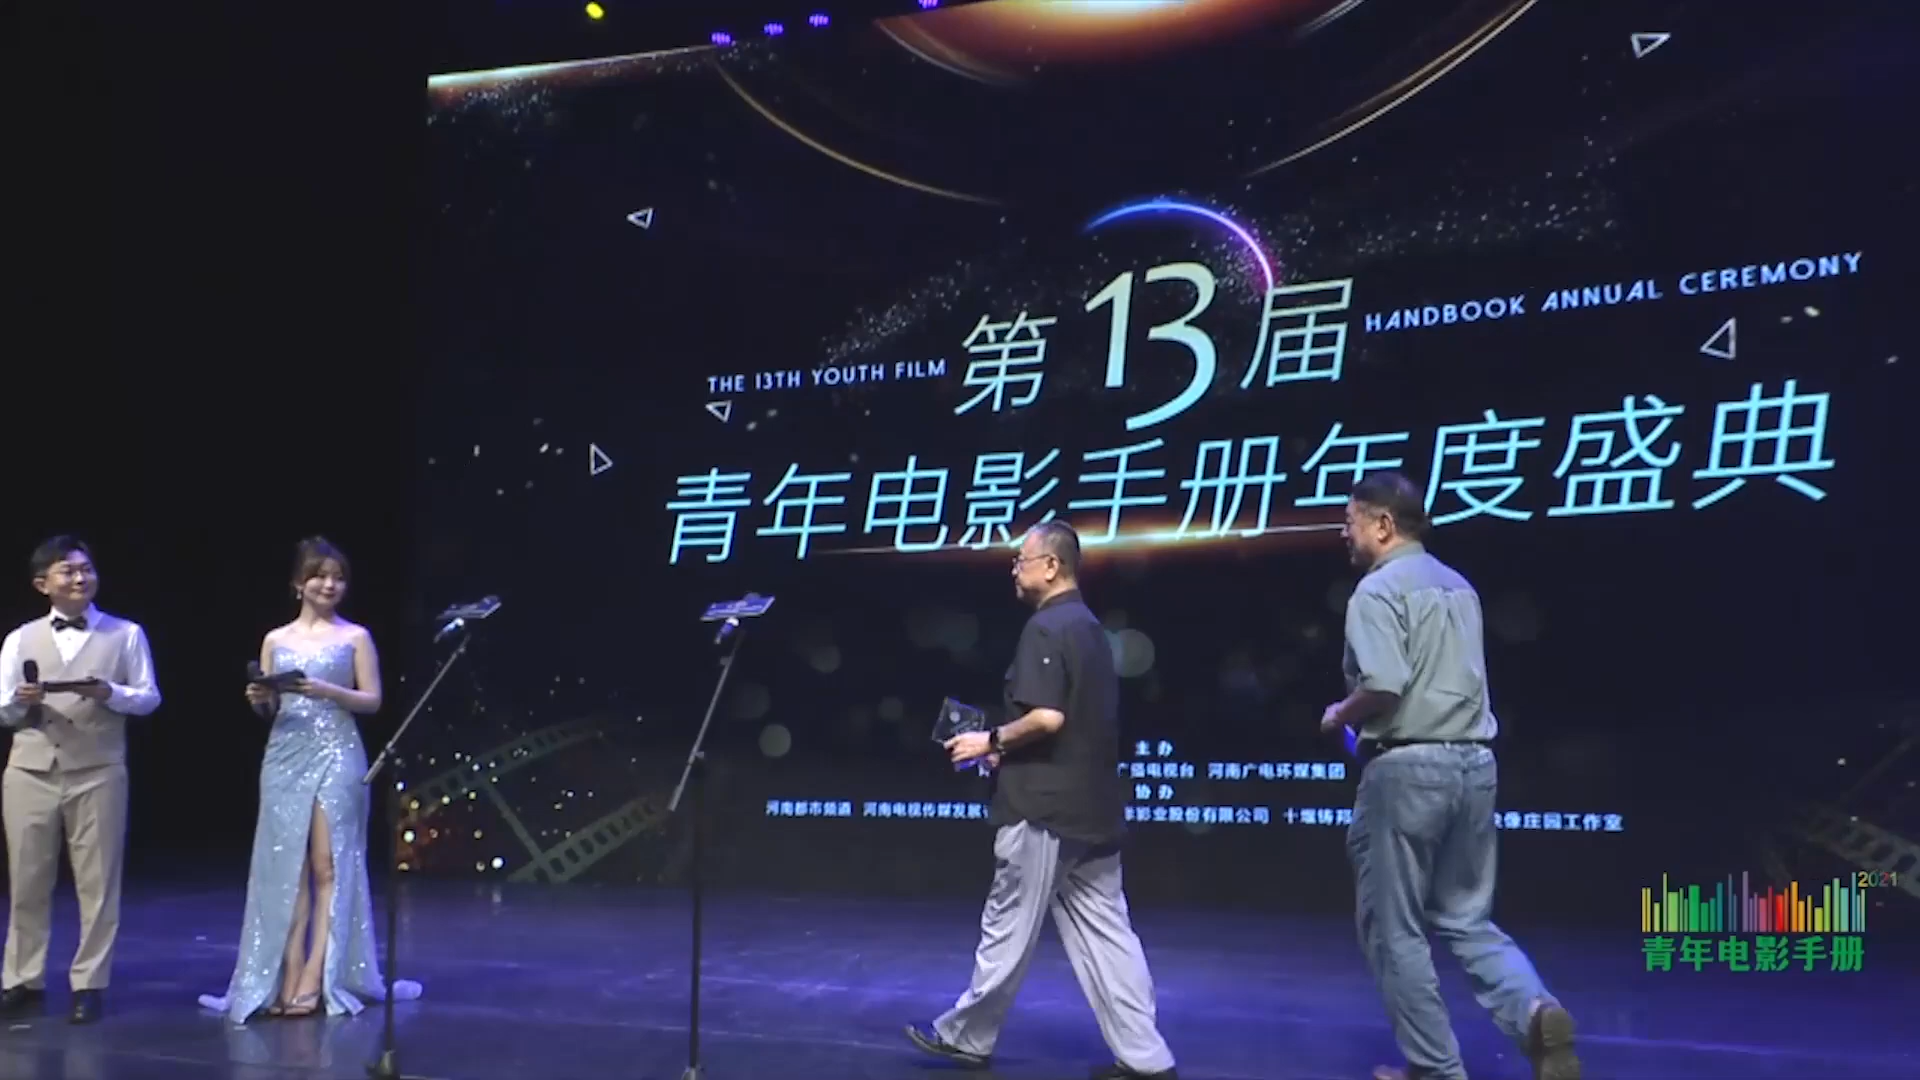 THE 13TH YOUTH FILM 第13届 HANDBOOK ANNUAL CEREMONY
青年电影手册年度盛典
主办
广播电视台 河南广电环媒集团
协办
河南都市频道 河南电视传媒发展 影业股份有限公司 十堰铸邦 映像庄园工作室
2021
青年电影手册